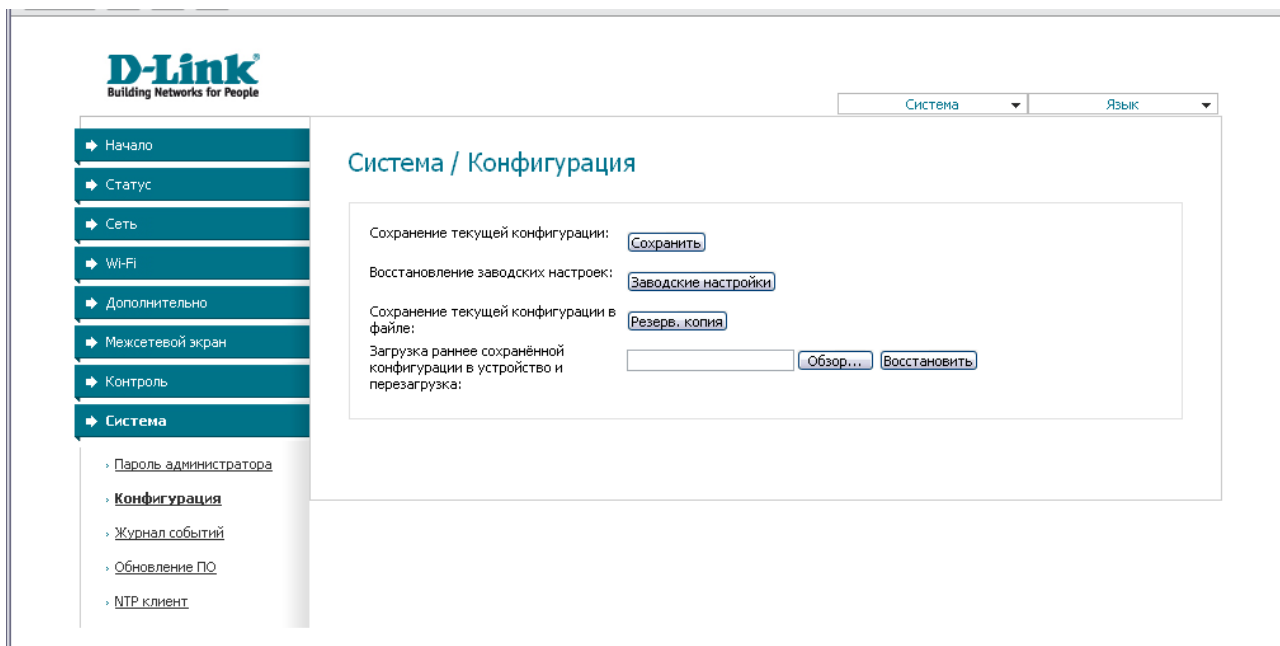 D-Link
Building Networks for People
Система
Язык
Начало
Статус
Сеть
Wi-Fi
Дополнительно
Межсетевой экран
Контроль
Система
Пароль администратора
Конфигурация
Журнал событий
Обновление ПО
NTP клиент
Система / Конфигурация
Сохранение текущей конфигурации:
Сохранить
Восстановление заводских настроек:
Заводские настройки
Сохранение текущей конфигурации в
файле:
Резерв. копия
Загрузка раннее сохранённой
конфигурации в устройство и
перезагрузка:
Обзор...
Восстановить